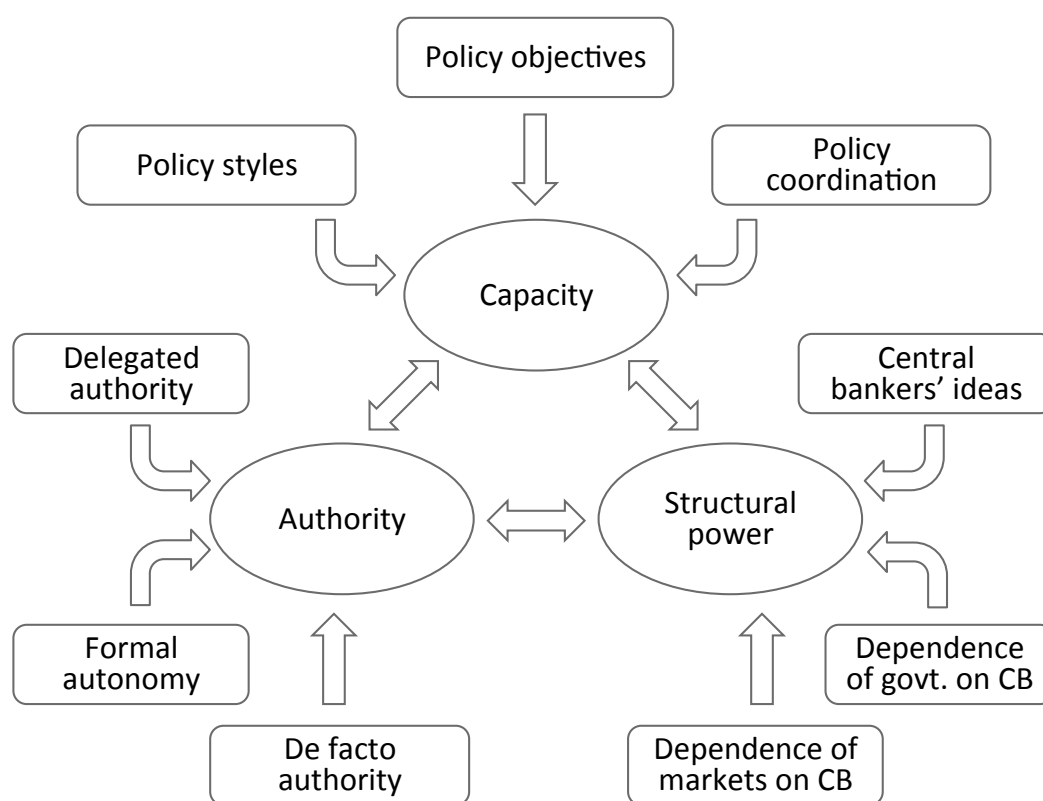 Policy objectives
Policy styles
Policy
coordination
Capacity
Delegated
authority
Central
bankers’ ideas
Authority
Structural
power
Formal
autonomy
Dependence
of govt. on CB
De facto
authority
Dependence of
markets on CB